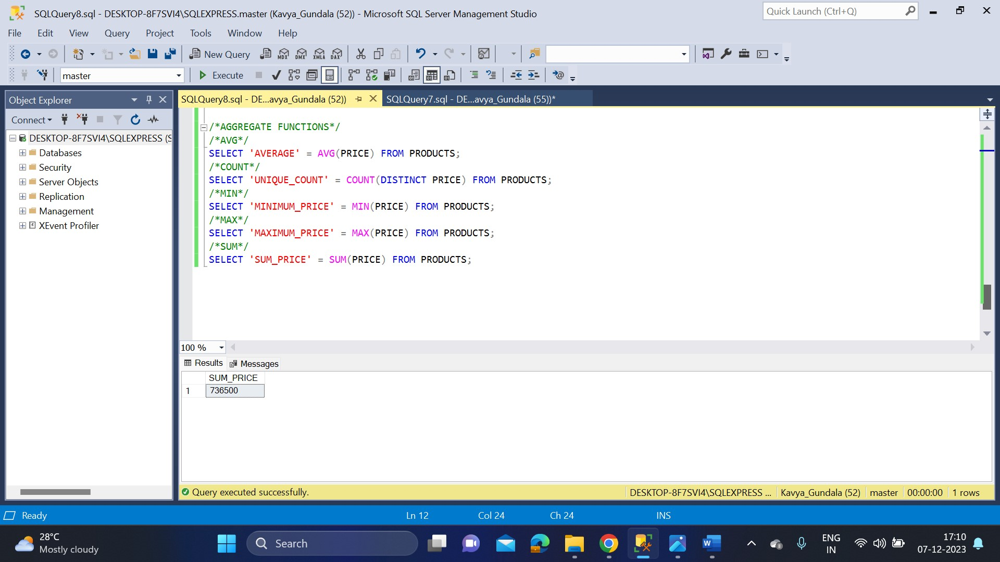 SQLQuery8.sql - DESKTOP-8F7SVI4\SQLEXPRESS.master (Kavya_Gundala (52)) - Microsoft SQL Server Management Studio
Quick Launch (Ctrl+Q)
File Edit View Query Project Tools Window Help
New Query MDX DMX XMLA DAX
master Execute
Object Explorer
SQLQuery8.sql - DE...avya_Gundala (52)) SQLQuery7.sql - DE...avya_Gundala (55))*
Connect
DESKTOP-8F7SVI4\SQLEXPRESS (S
Databases
Security
Server Objects
Replication
Management
XEvent Profiler
/*AGGREGATE FUNCTIONS*/
/*AVG*/
SELECT 'AVERAGE' = AVG(PRICE) FROM PRODUCTS;
/*COUNT*/
SELECT 'UNIQUE_COUNT' = COUNT(DISTINCT PRICE) FROM PRODUCTS;
/*MIN*/
SELECT 'MINIMUM_PRICE' = MIN(PRICE) FROM PRODUCTS;
/*MAX*/
SELECT 'MAXIMUM_PRICE' = MAX(PRICE) FROM PRODUCTS;
/*SUM*/
SELECT 'SUM_PRICE' = SUM(PRICE) FROM PRODUCTS;
100 %
Results Messages
SUM_PRICE
1 736500
Query executed successfully. DESKTOP-8F7SVI4\SQLEXPRESS ... Kavya_Gundala (52) master 00:00:00 1 rows
Ready Ln 12 Col 24 Ch 24 INS
28°C
Mostly cloudy
Search
ENG
IN
17:10
07-12-2023